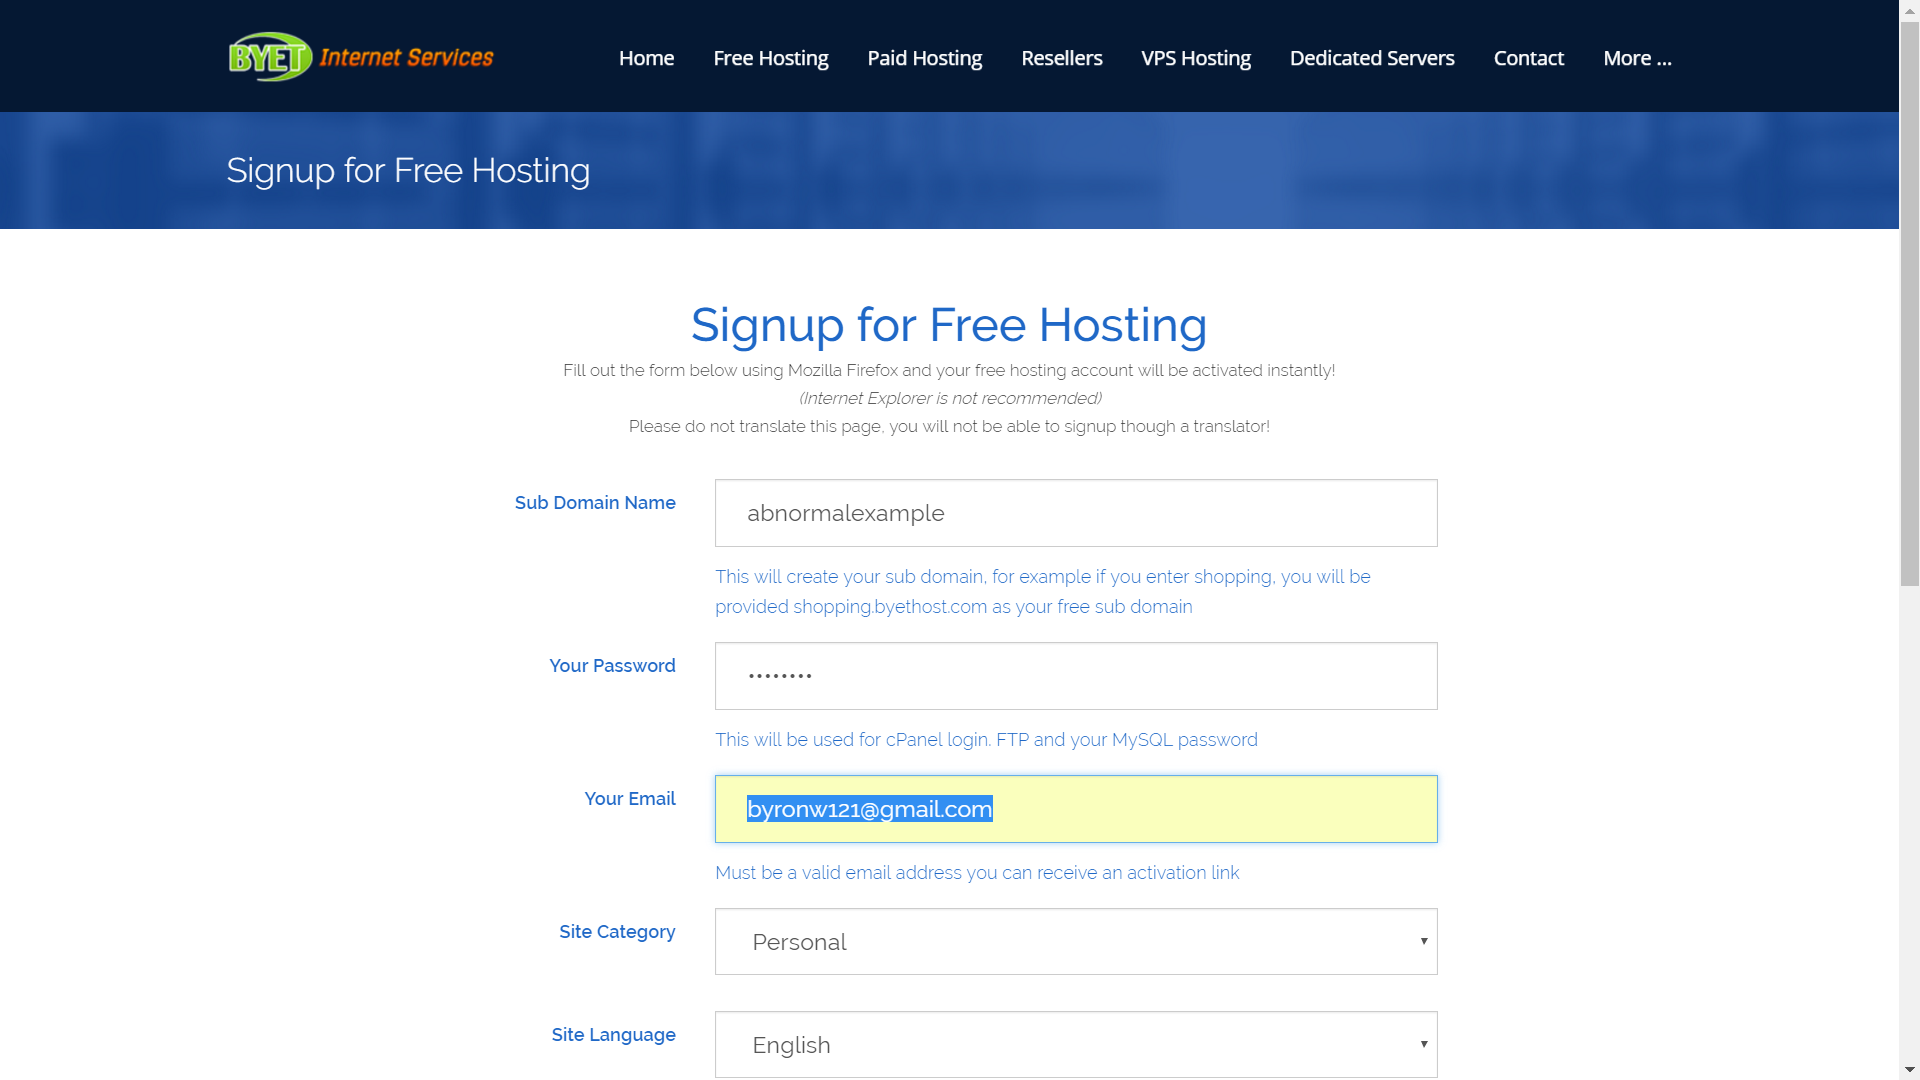 BYET Internet Services
Home Free Hosting Paid Hosting Resellers VPS Hosting Dedicated Servers Contact More ...
Signup for Free Hosting
Signup for Free Hosting
Fill out the form below using Mozilla Firefox and your free hosting account will be activated instantly!
(Internet Explorer is not recommended)
Please do not translate this page, you will not be able to signup though a translator!
Sub Domain Name
abnormalexample
This will create your sub domain, for example if you enter shopping, you will be
provided shopping.byethost.com as your free sub domain
Your Password
••••••••
This will be used for cPanel login. FTP and your MySQL password
Your Email
byronw121@gmail.com
Must be a valid email address you can receive an activation link
Site Category
Personal
Site Language
English